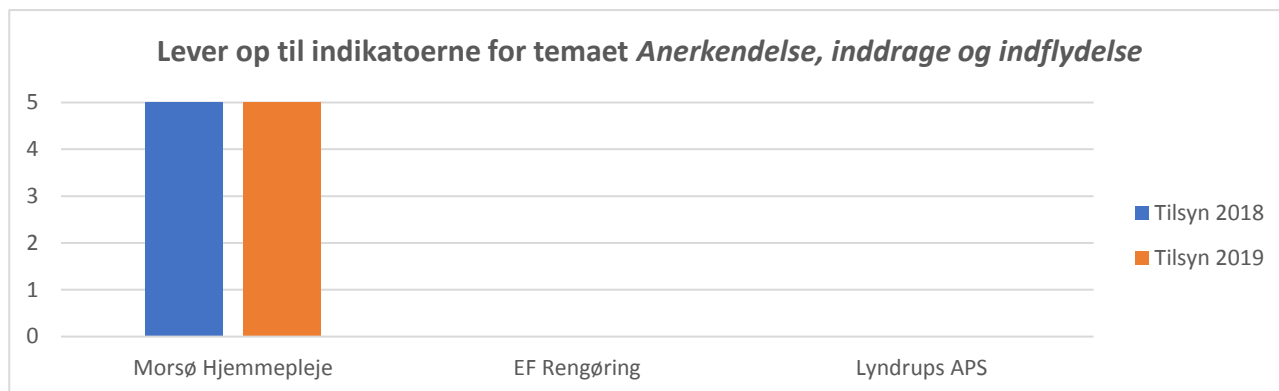 Lever op til indikatoerne for temaet Anerkendelse, inddrage og indflydelse
5
4
3
2
1
0
Morsø Hjemmepleje EF Rengøring Lyndrups APS
Tilsyn 2018
Tilsyn 2019